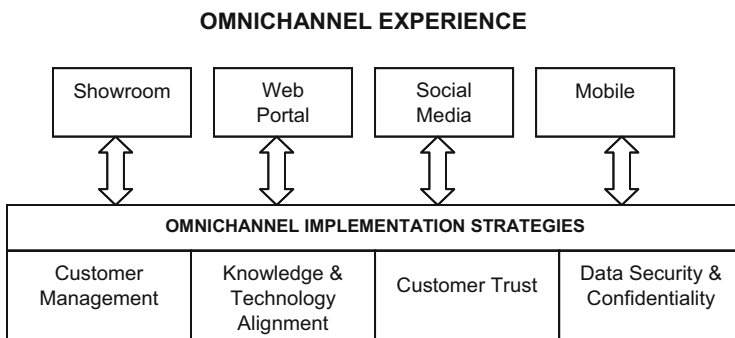 OMNICHANNEL EXPERIENCE
Showroom
Web
Portal
Social
Media
Mobile
OMNICHANNEL IMPLEMENTATION STRATEGIES
Customer
Management
Knowledge &
Technology
Alignment
Customer Trust
Data Security &
Confidentiality